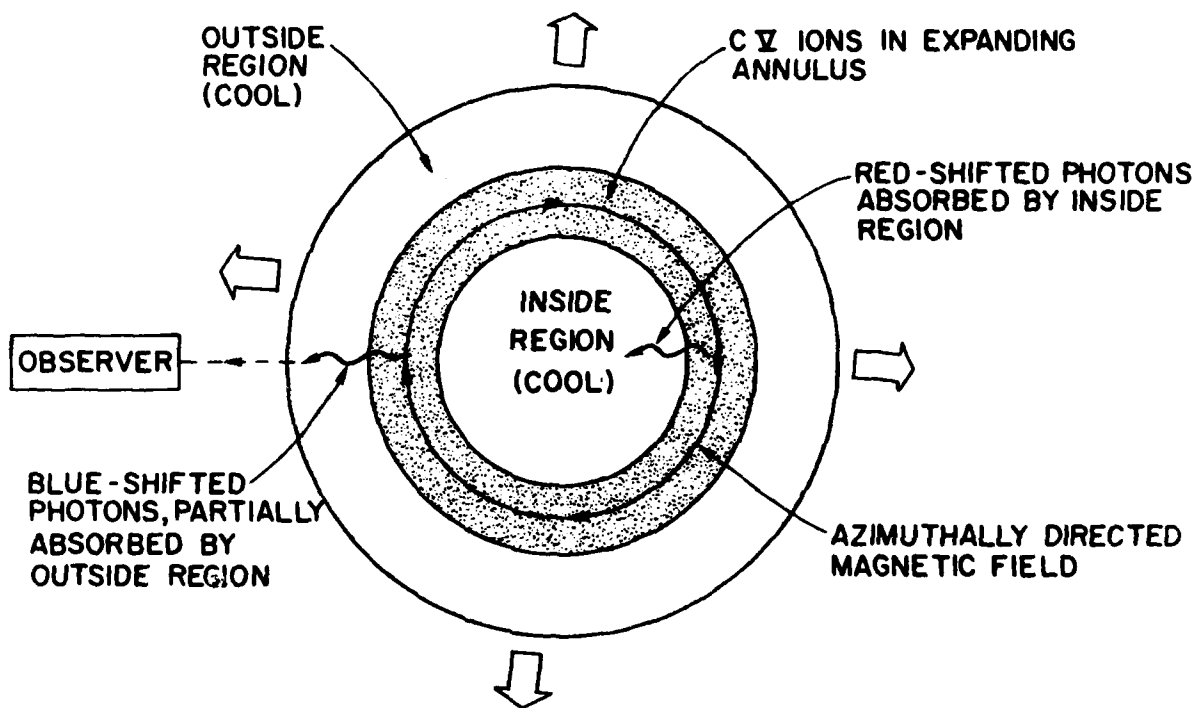 OUTSIDE
REGION
(COOL)
C V IONS IN EXPANDING
ANNULUS
RED-SHIFTED PHOTONS
ABSORBED BY INSIDE
REGION
INSIDE
REGION
(COOL)
OBSERVER
BLUE-SHIFTED
PHOTONS, PARTIALLY
ABSORBED BY
OUTSIDE REGION
AZIMUTHALLY DIRECTED
MAGNETIC FIELD